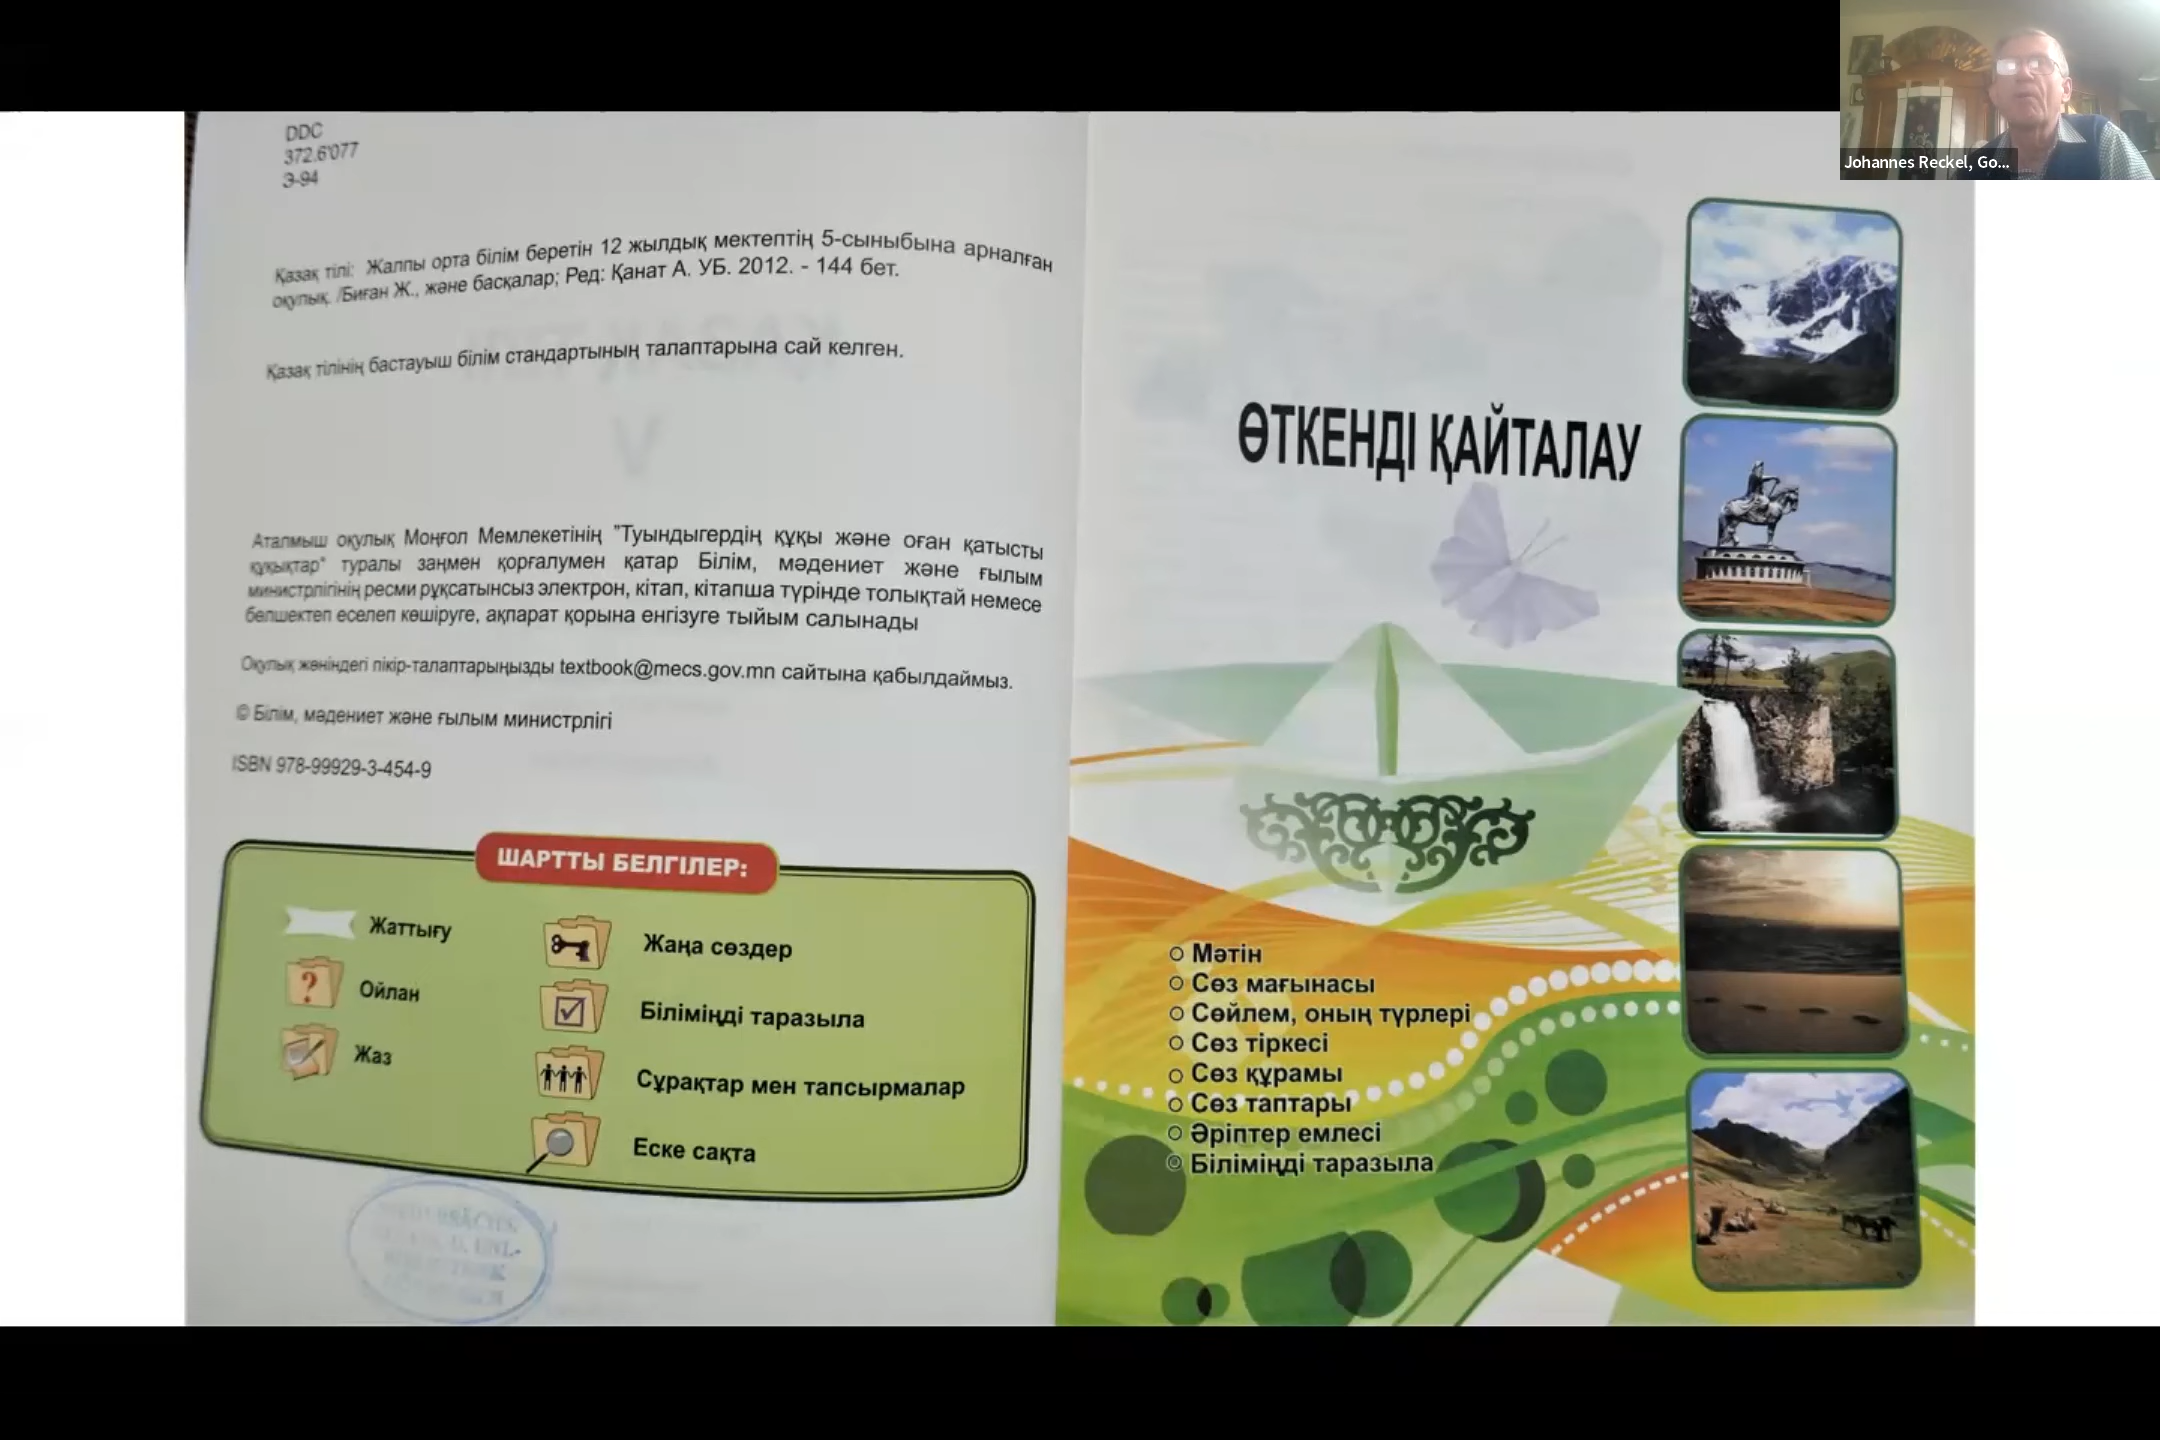 DDC
372.6'077
Э-94
Қазақ тілі: Жалпы орта білім беретін 12 жылдық мектептің 5-сыныбына арналған
оқулық. /Биған Ж., және басқалар; Ред: Қанат А. УБ. 2012. - 144 бет.
Қазақ тілінің бастауыш білім стандартының талаптарына сай келген.
Аталмыш оқулық Моңғол Мемлекетінің "Туындыгердің құқы және оған қатысты
құқықтар" туралы заңмен қорғалумен қатар Білім, мәдениет және ғылым
министрлігінің ресми рұқсатынсыз электрон, кітап, кітапша түрінде толықтай немесе
бөлшектеп еселеп көшіруге, ақпарат қорына енгізуге тыйым салынады
Оқулық жөніндегі пікір-талаптарыңызды textbook@mecs.gov.mn сайтына қабылдаймыз.
© Білім, мәдениет және ғылым министрлігі
ISBN 978-99929-3-454-9
ШАРТТЫ БЕЛГІЛЕР:
Жаттығу
Ойлан
Жаз
Жаңа сөздер
Біліміңді таразыла
Сұрақтар мен тапсырмалар
Еске сақта
ӨТКЕНДІ ҚАЙТАЛАУ
Мәтін
Сөз мағынасы
Сөйлем, оның түрлері
Сөз тіркесі
Сөз құрамы
Сөз таптары
Әріптер емлесі
Біліміңді таразыла
Johannes Reckel, Go...